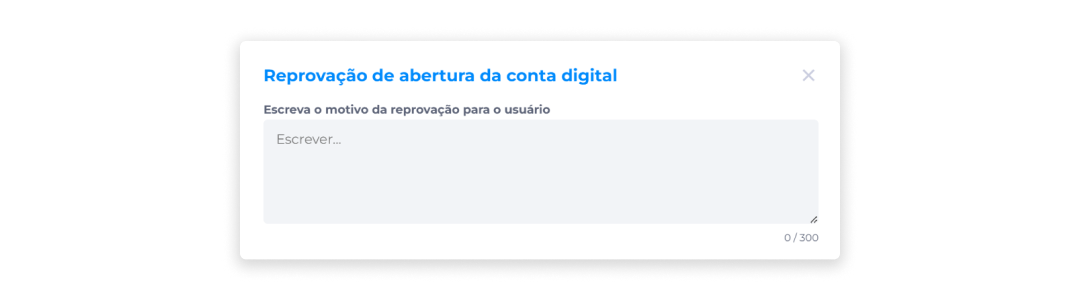 Reprovação de abertura da conta digital
Escreva o motivo da reprovação para o usuário
Escrever...
0 / 300